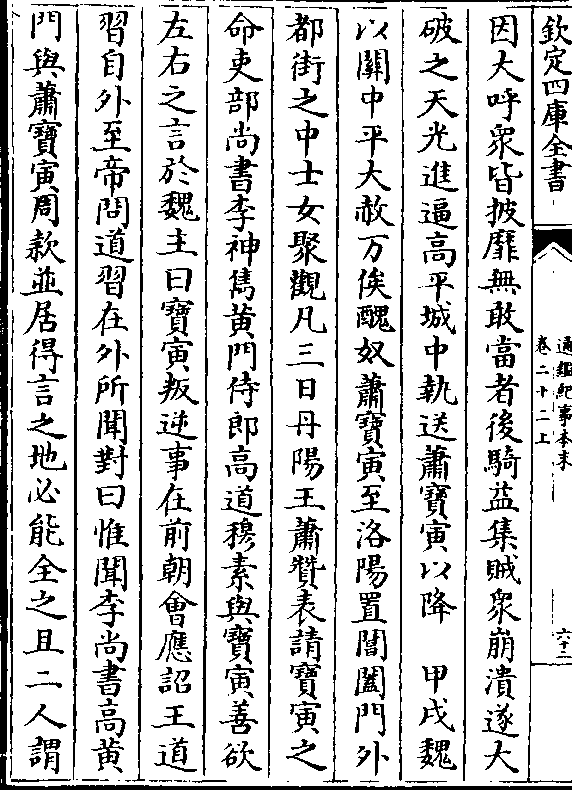 欽定四庫全書
通鑑紀事本末
卷二十二上
六十二
因大呼衆皆披靡無敢當者後騎益集賊衆崩潰遂大
破之天光進逼高平城中執送蕭寶寅以降　甲戌魏
以關中平大赦万俟醜奴蕭寶寅至洛陽置閶闔門外
都街之中士女聚觀凡三日丹陽王蕭贊表請寶寅之
命吏部尚書李神雋黃門侍郎高道穆素與寶寅善欲
左右之言於魏主曰寶寅叛逆事在前朝會應詔王道
習自外至帝問道習在外所聞對曰惟聞李尚書高黃
門與蕭寶寅周款並居得言之地必能全之且二人謂